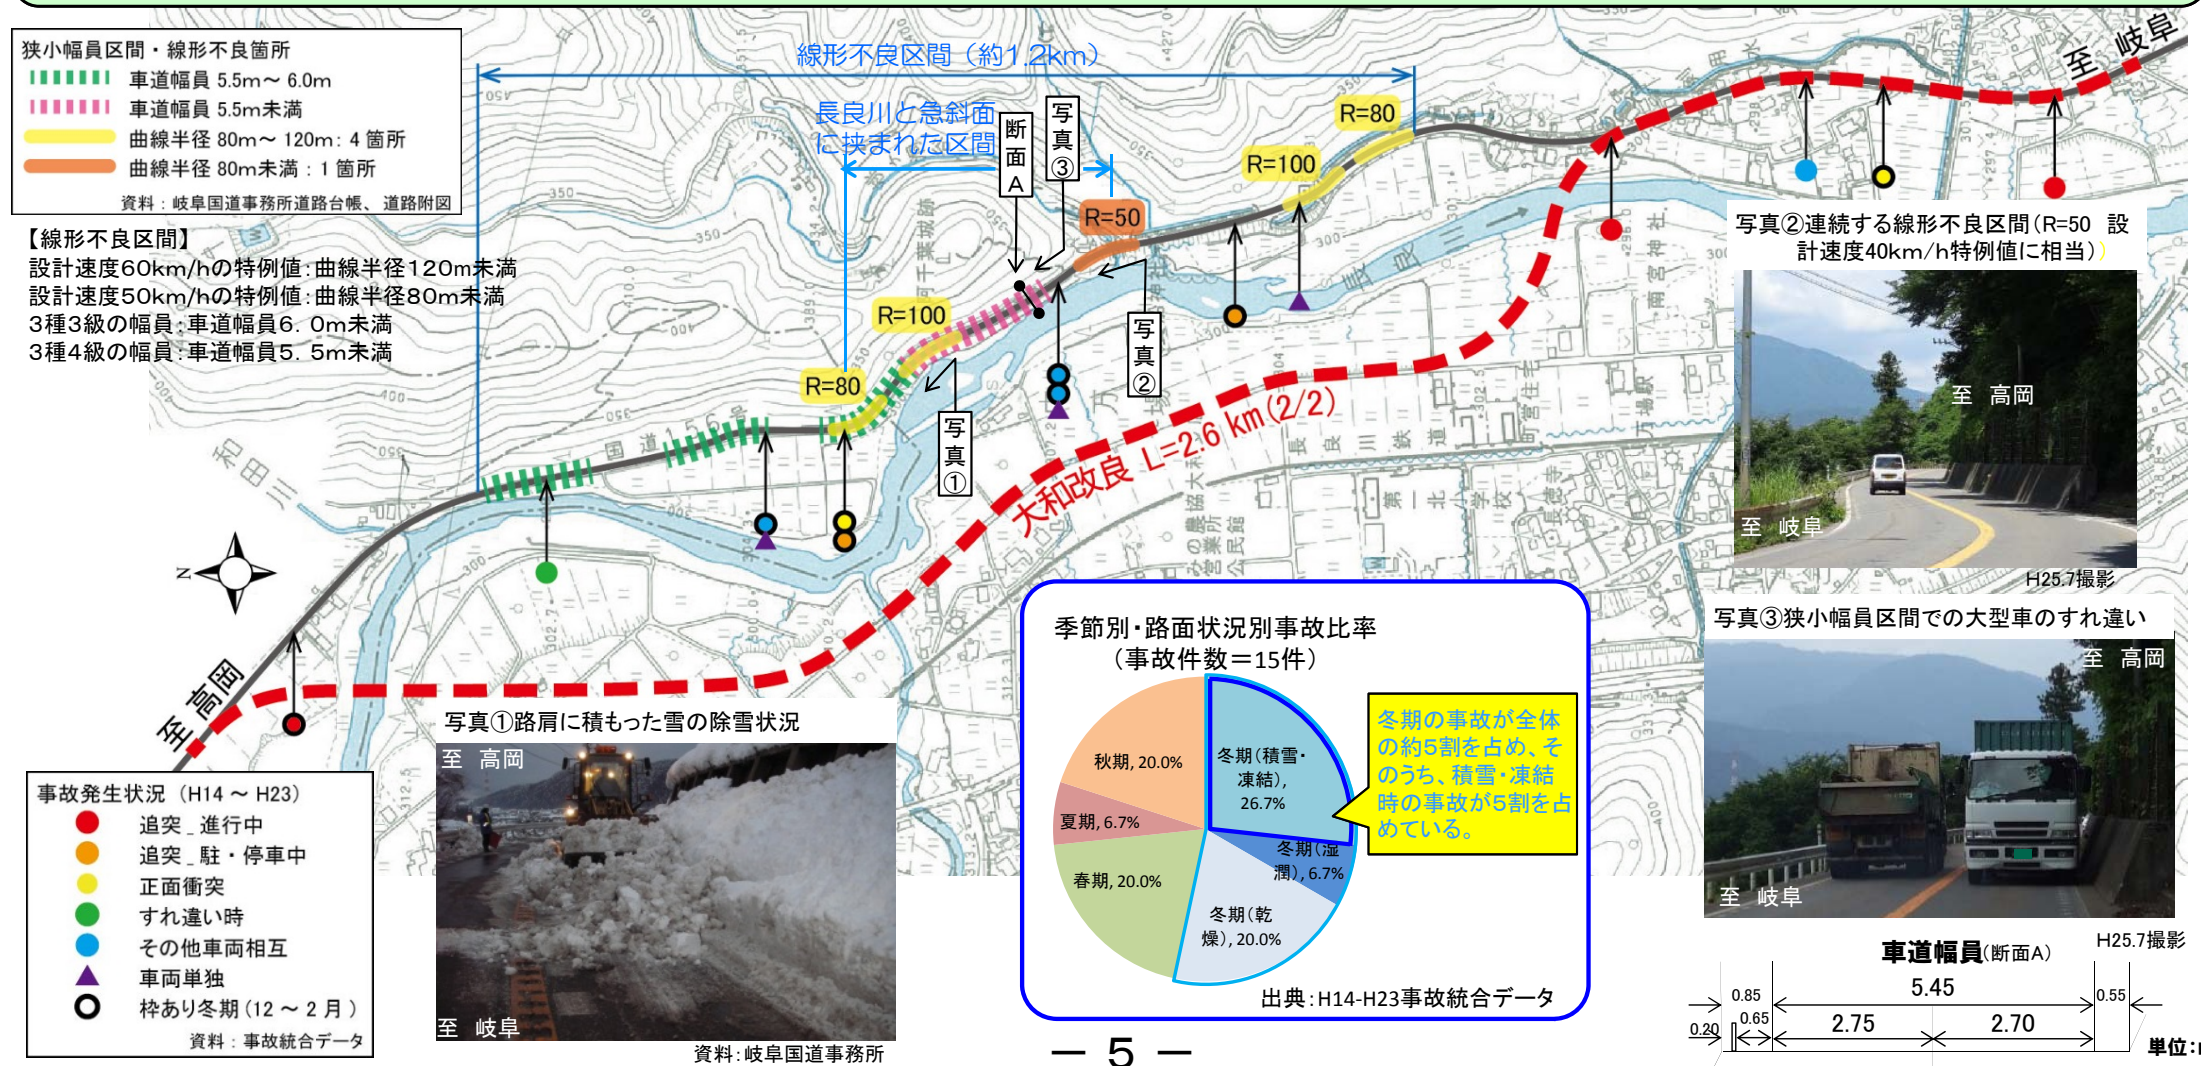 狭小幅員区間・線形不良箇所
車道幅員 5.5m～ 6.0m
車道幅員 5.5m未満
曲線半径 80m～ 120m: 4 箇所
曲線半径 80m未満 : 1 箇所
資料 : 岐阜国道事務所道路台帳、道路附図
【線形不良区間】
設計速度60km/hの特例値:曲線半径120m未満
設計速度50km/hの特例値:曲線半径80m未満
3種3級の幅員:車道幅員6. 0m未満
3種4級の幅員:車道幅員5. 5m未満
線形不良区間（約1.2km）
長良川と急斜面
に挟まれた区間
断面A
写真③
R=80
R=100
R=50
R=100
R=80
写真②
写真①
至 岐阜
至 高岡
国道156号
和田川
長良川
長良川鉄道
大和改良 L=2.6 km(2/2)
N
写真②連続する線形不良区間(R=50 設
計速度40km/h特例値に相当)）
至 高岡
至 岐阜
H25.7撮影
写真③狭小幅員区間での大型車のすれ違い
至 高岡
至 岐阜
H25.7撮影
車道幅員(断面A)
5.45
0.85
0.55
0.20
0.65
2.75
2.70
単位:
事故発生状況（H14 ～ H23）
追突_進行中
追突_駐・停車中
正面衝突
すれ違い時
その他車両相互
車両単独
枠あり冬期 (12 ～ 2 月 )
資料 : 事故統合データ
写真①路肩に積もった雪の除雪状況
至 高岡
至 岐阜
資料:岐阜国道事務所
季節別・路面状況別事故比率
（事故件数＝15件）
冬期(積雪・
凍結),
26.7%
冬期(湿
潤), 6.7%
冬期(乾
燥), 20.0%
春期, 20.0%
夏期, 6.7%
秋期, 20.0%
冬期の事故が全体
の約5割を占め、そ
のうち、積雪・凍結
時の事故が5割を占
めている。
出典:H14-H23事故統合データ
― 5 ―